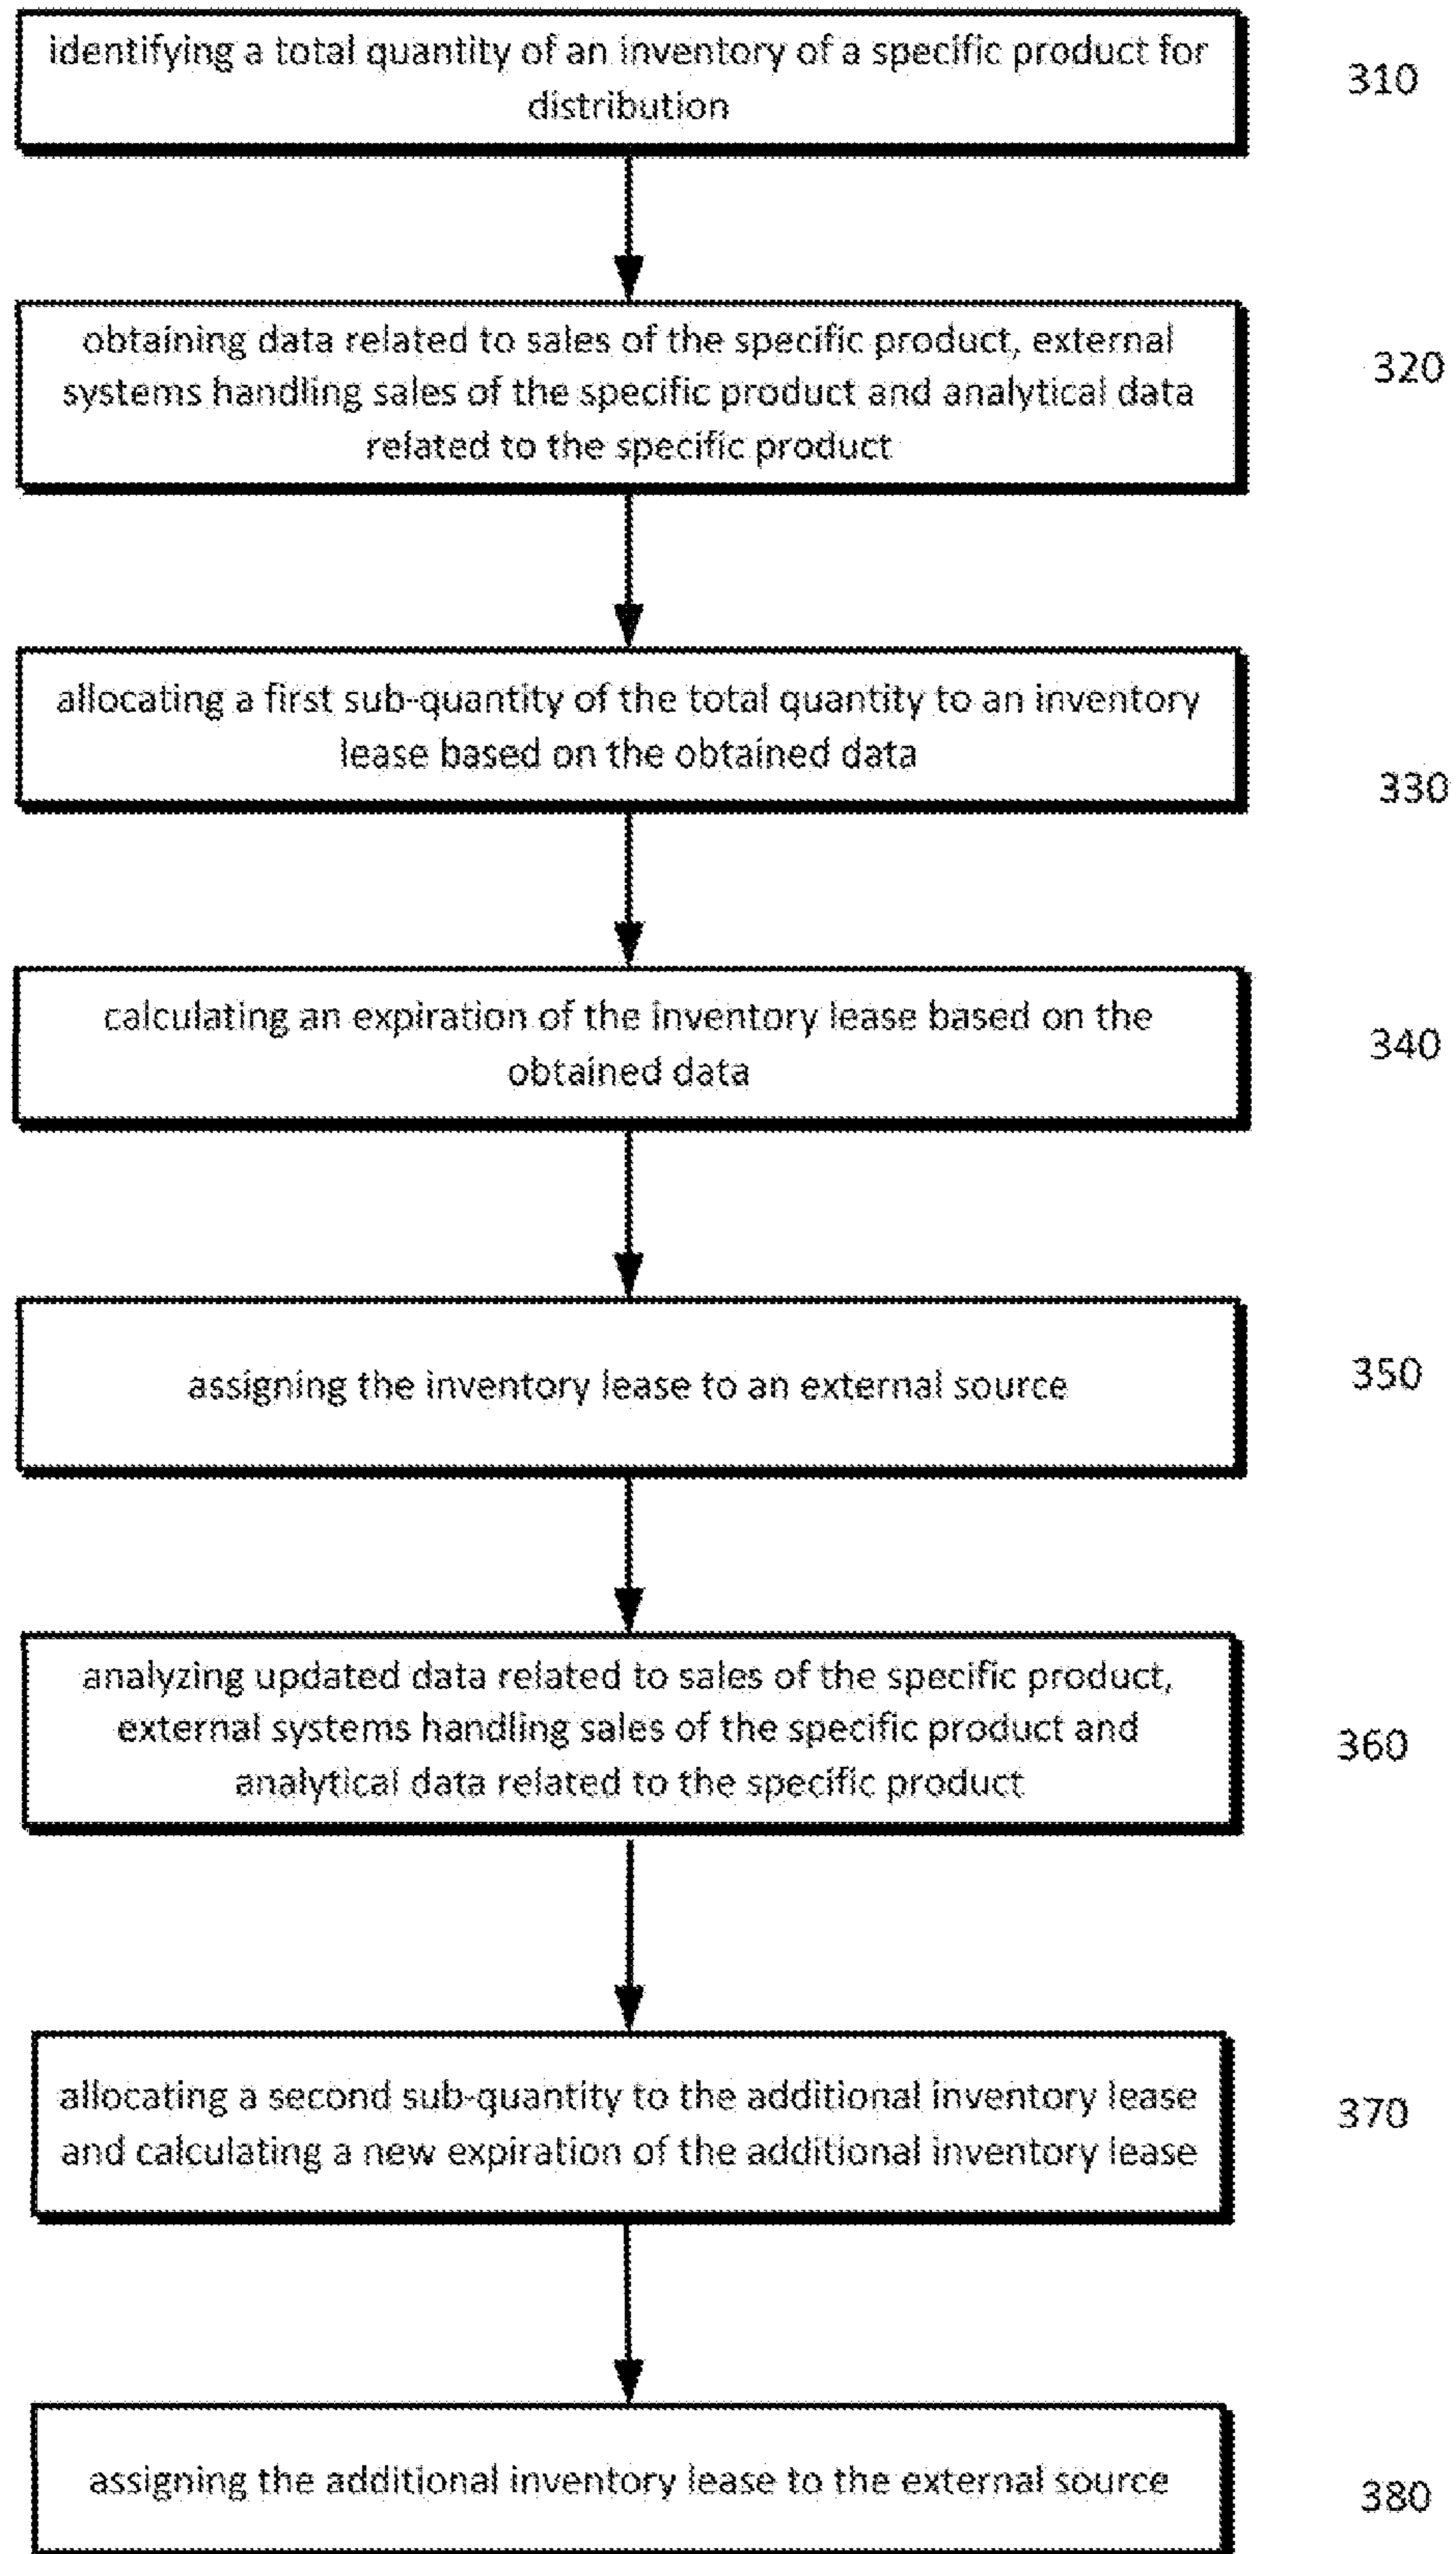 identifying a total quantity of an inventory of a specific product for
distribution
310
obtaining data related to sales of the specific product, external
systems handling sales of the specific product and analytical data
related to the specific product
320
allocating a first sub-quantity of the total quantity to an inventory
lease based on the obtained data
330
calculating an expiration of the inventory lease based on the
obtained data
340
assigning the inventory lease to an external source
350
analyzing updated data related to sales of the specific product,
external systems handling sales of the specific product and
analytical data related to the specific product
360
allocating a second sub-quantity to the additional inventory lease
and calculating a new expiration of the additional inventory lease
370
assigning the additional inventory lease to the external source
380